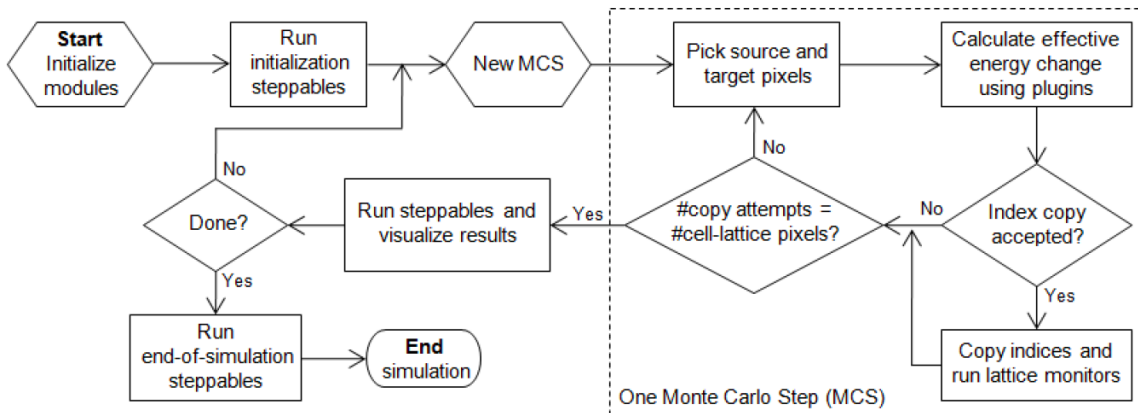 Start
Initialize
modules
Run
initialization
steppables
New MCS
Pick source and
target pixels
Calculate effective
energy change
using plugins
Index copy
accepted?
No
Yes
Copy indices and
run lattice monitors
#copy attempts =
#cell-lattice pixels?
No
Yes
Run steppables and
visualize results
Done?
No
Yes
Run
end-of-simulation
steppables
End
simulation
One Monte Carlo Step (MCS)